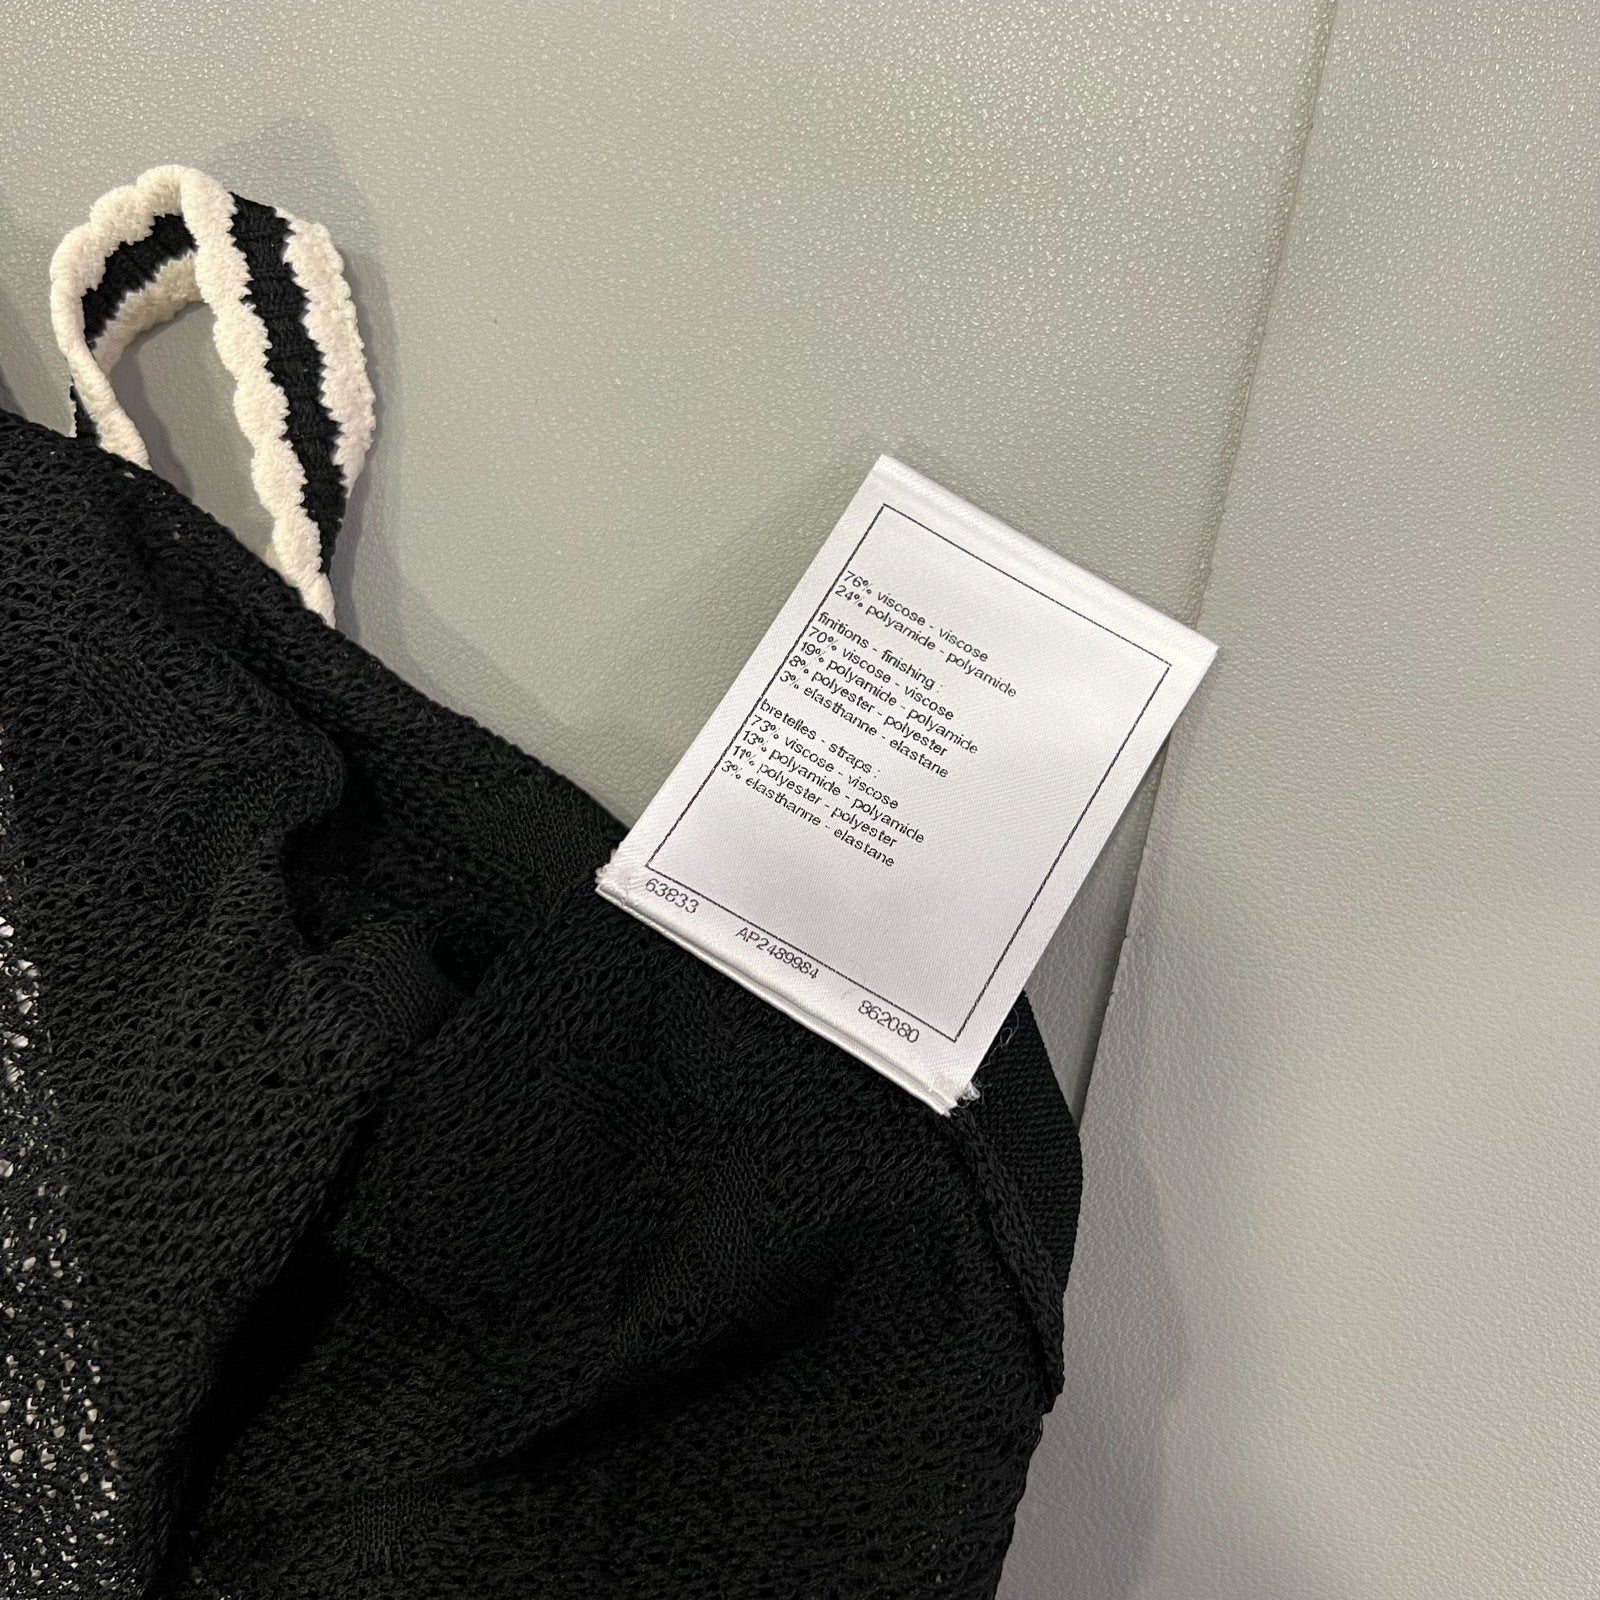 76% viscose - viscose
24% polyamide - polyamide
finitions - finishing :
70% viscose - viscose
19% polyamide - polyamide
8% polyester - polyester
3% elasthanne - elastane
bretelles - straps :
73% viscose - viscose
13% polyamide - polyamide
11% polyester - polyester
3% elasthanne - elastane
63833 AP2489984 862080